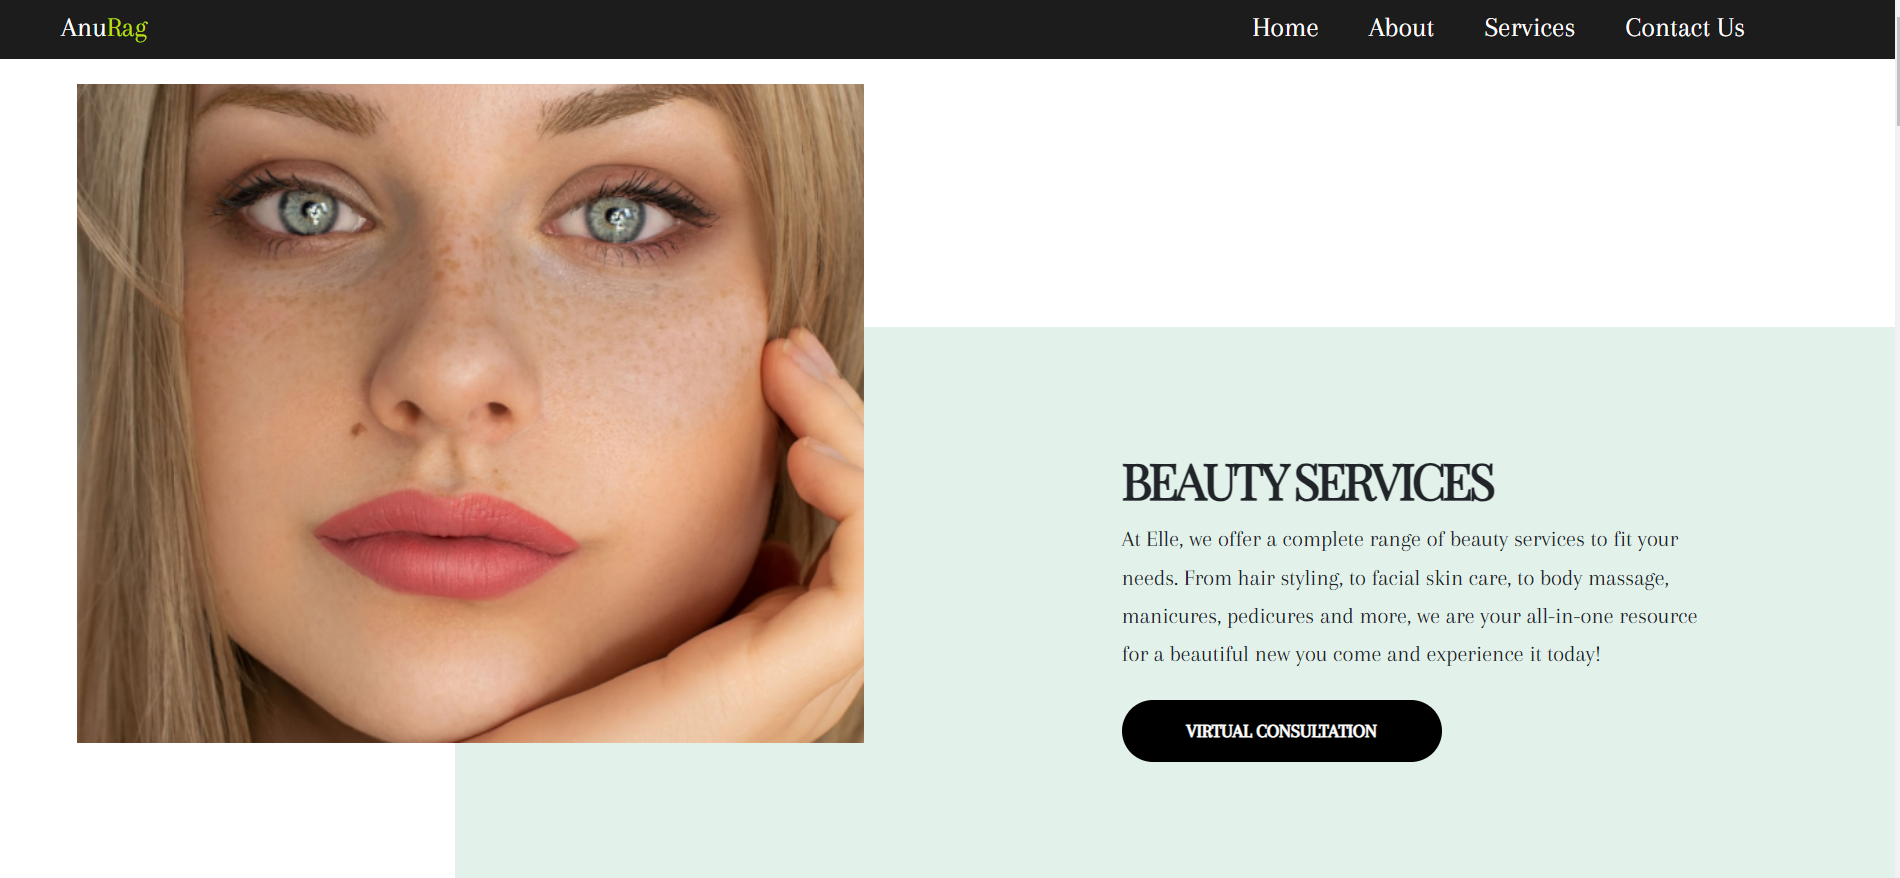 AnuRag
Home About Services Contact Us
BEAUTY SERVICES
At Elle, we offer a complete range of beauty services to fit your
needs. From hair styling, to facial skin care, to body massage,
manicures, pedicures and more, we are your all-in-one resource
for a beautiful new you come and experience it today!
VIRTUAL CONSULTATION